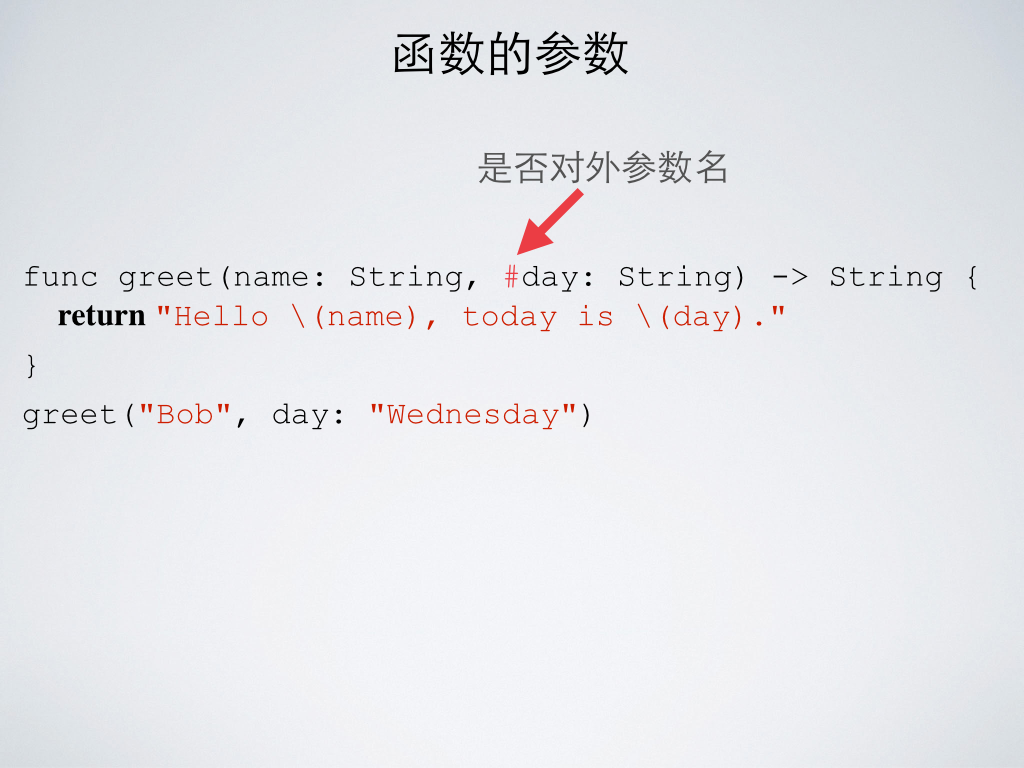 函数的参数
是否对外参数名
func greet(name: String, #day: String) -> String {
return "Hello \(name), today is \(day)."
}
greet("Bob", day: "Wednesday")